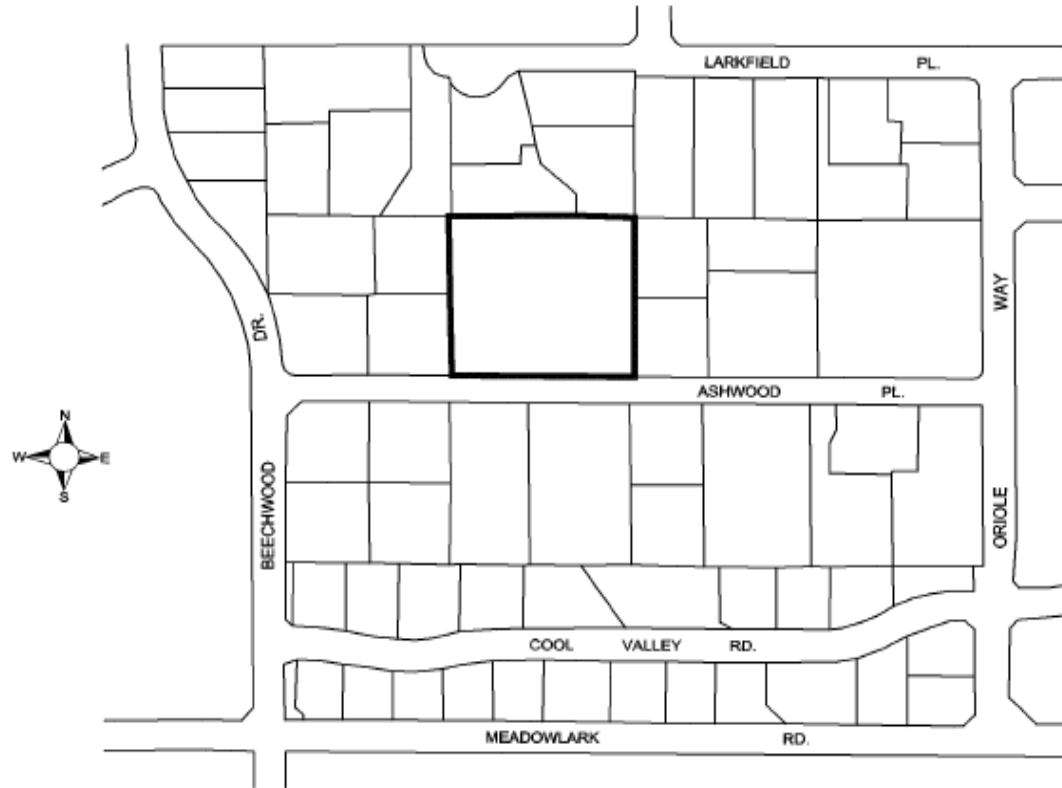 LARKFIELD PL.
WAY
DR.
ASHWOOD PL.
N
W E
S
BEECHWOOD
ORIOLE
COOL VALLEY RD.
MEADOWLARK RD.